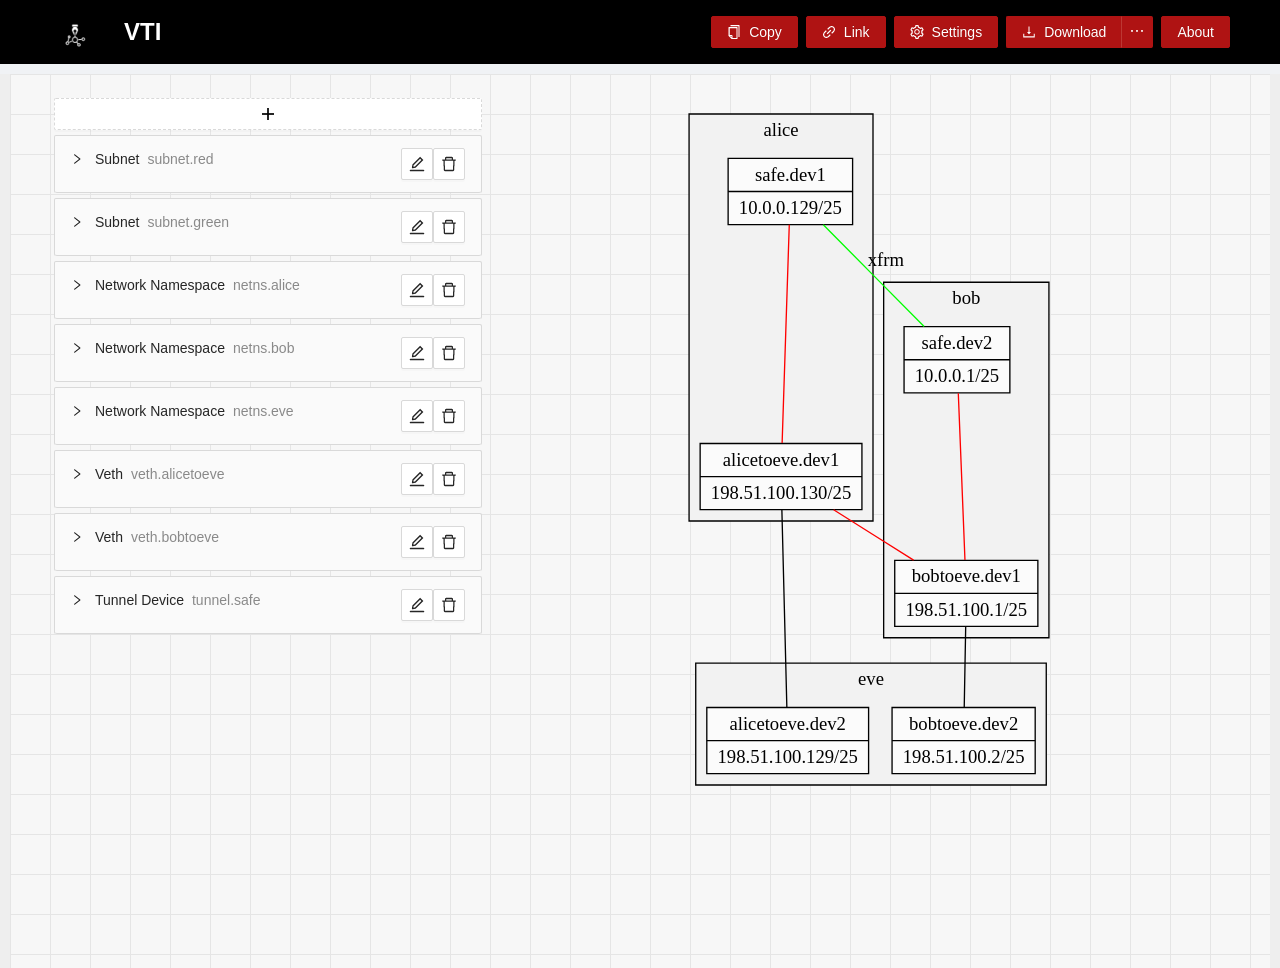 VTI
Copy
Link
Settings
Download
···
About
+
Subnet subnet.red
Subnet subnet.green
Network Namespace netns.alice
Network Namespace netns.bob
Network Namespace netns.eve
Veth veth.alicetoeve
Veth veth.bobtoeve
Tunnel Device tunnel.safe
alice
safe.dev1
10.0.0.129/25
xfrm
bob
safe.dev2
10.0.0.1/25
alicetoeve.dev1
198.51.100.130/25
bobtoeve.dev1
198.51.100.1/25
eve
alicetoeve.dev2
198.51.100.129/25
bobtoeve.dev2
198.51.100.2/25